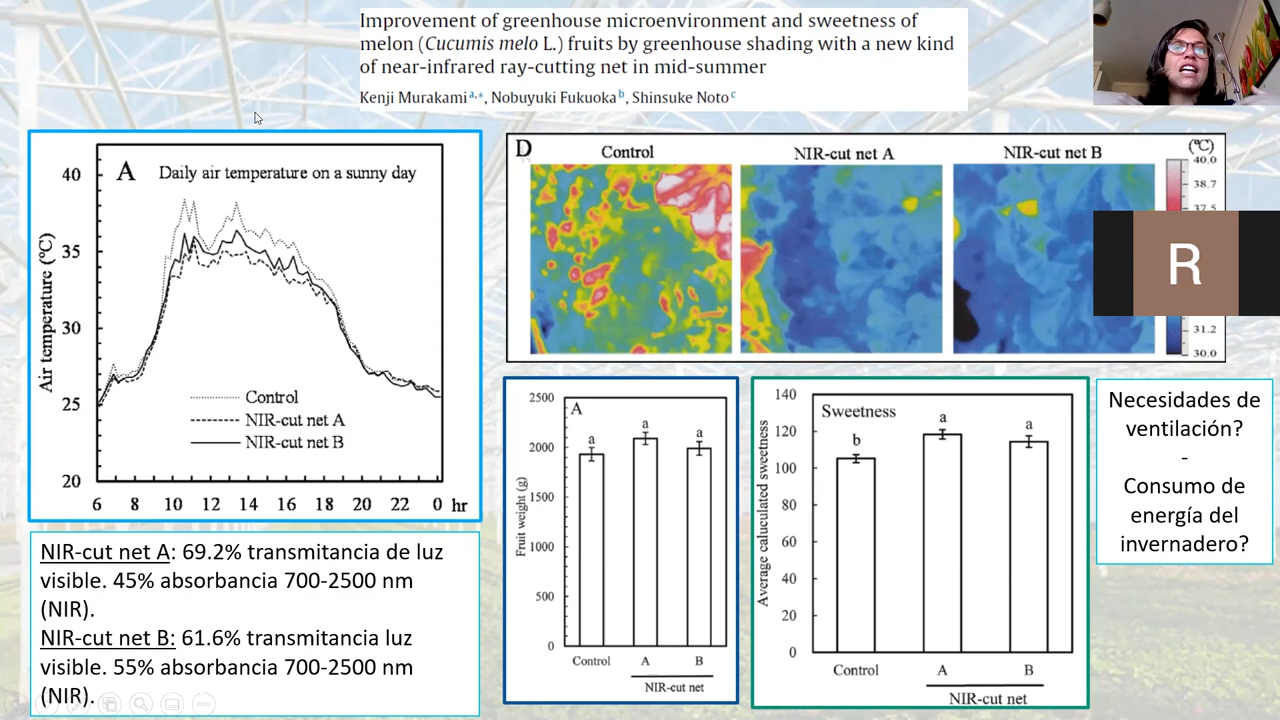 Improvement of greenhouse microenvironment and sweetness of
melon (Cucumis melo L.) fruits by greenhouse shading with a new kind
of near-infrared ray-cutting net in mid-summer
Kenji Murakami a,*, Nobuyuki Fukuoka b, Shinsuke Noto c
A
Daily air temperature on a sunny day
Air temperature (ºC)
40
35
30
25
20
Control
NIR-cut net A
NIR-cut net B
6 8 10 12 14 16 18 20 22 0 hr
D
Control
NIR-cut net A
NIR-cut net B
(ºC)
40.0
38.7
37.5
31.2
30.0
R
A
Fruit weight (g)
2500
2000
1500
1000
500
0
a
a
a
Control A B
NIR-cut net
Sweetness
Average caluculated sweetness
140
120
100
80
60
40
20
0
b
a
a
Control A B
NIR-cut net
Necesidades de
ventilación?
-
Consumo de
energía del
invernadero?
NIR-cut net A: 69.2% transmitancia de luz
visible. 45% absorbancia 700-2500 nm
(NIR).
NIR-cut net B: 61.6% transmitancia luz
visible. 55% absorbancia 700-2500 nm
(NIR).